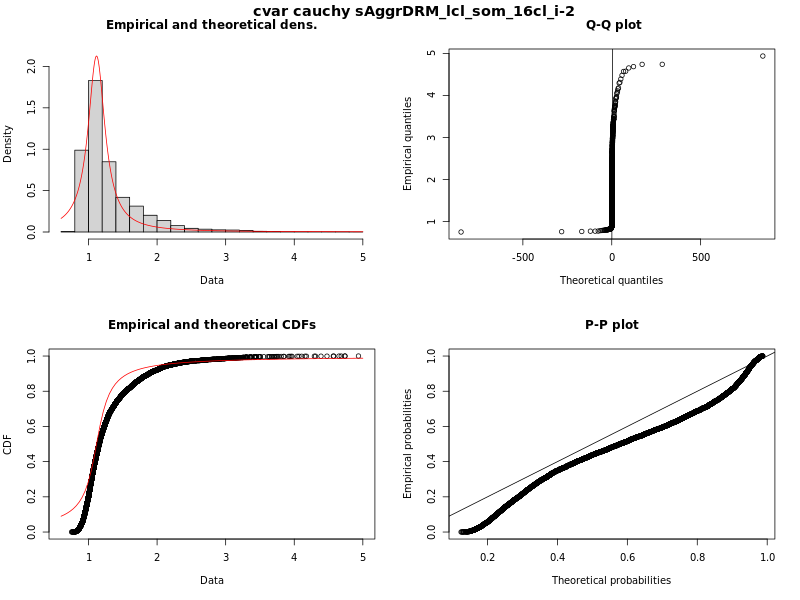 cvar cauchy sAggrDRM_lcl_som_16cl_i-2
Empirical and theoretical dens.
Density
0.0 0.5 1.0 1.5 2.0
1 2 3 4 5
Data
Q-Q plot
Empirical quantiles
1 2 3 4 5
-500 0 500
Theoretical quantiles
Empirical and theoretical CDFs
CDF
0.0 0.2 0.4 0.6 0.8 1.0
1 2 3 4 5
Data
P-P plot
Empirical probabilities
0.0 0.2 0.4 0.6 0.8 1.0
0.2 0.4 0.6 0.8 1.0
Theoretical probabilities